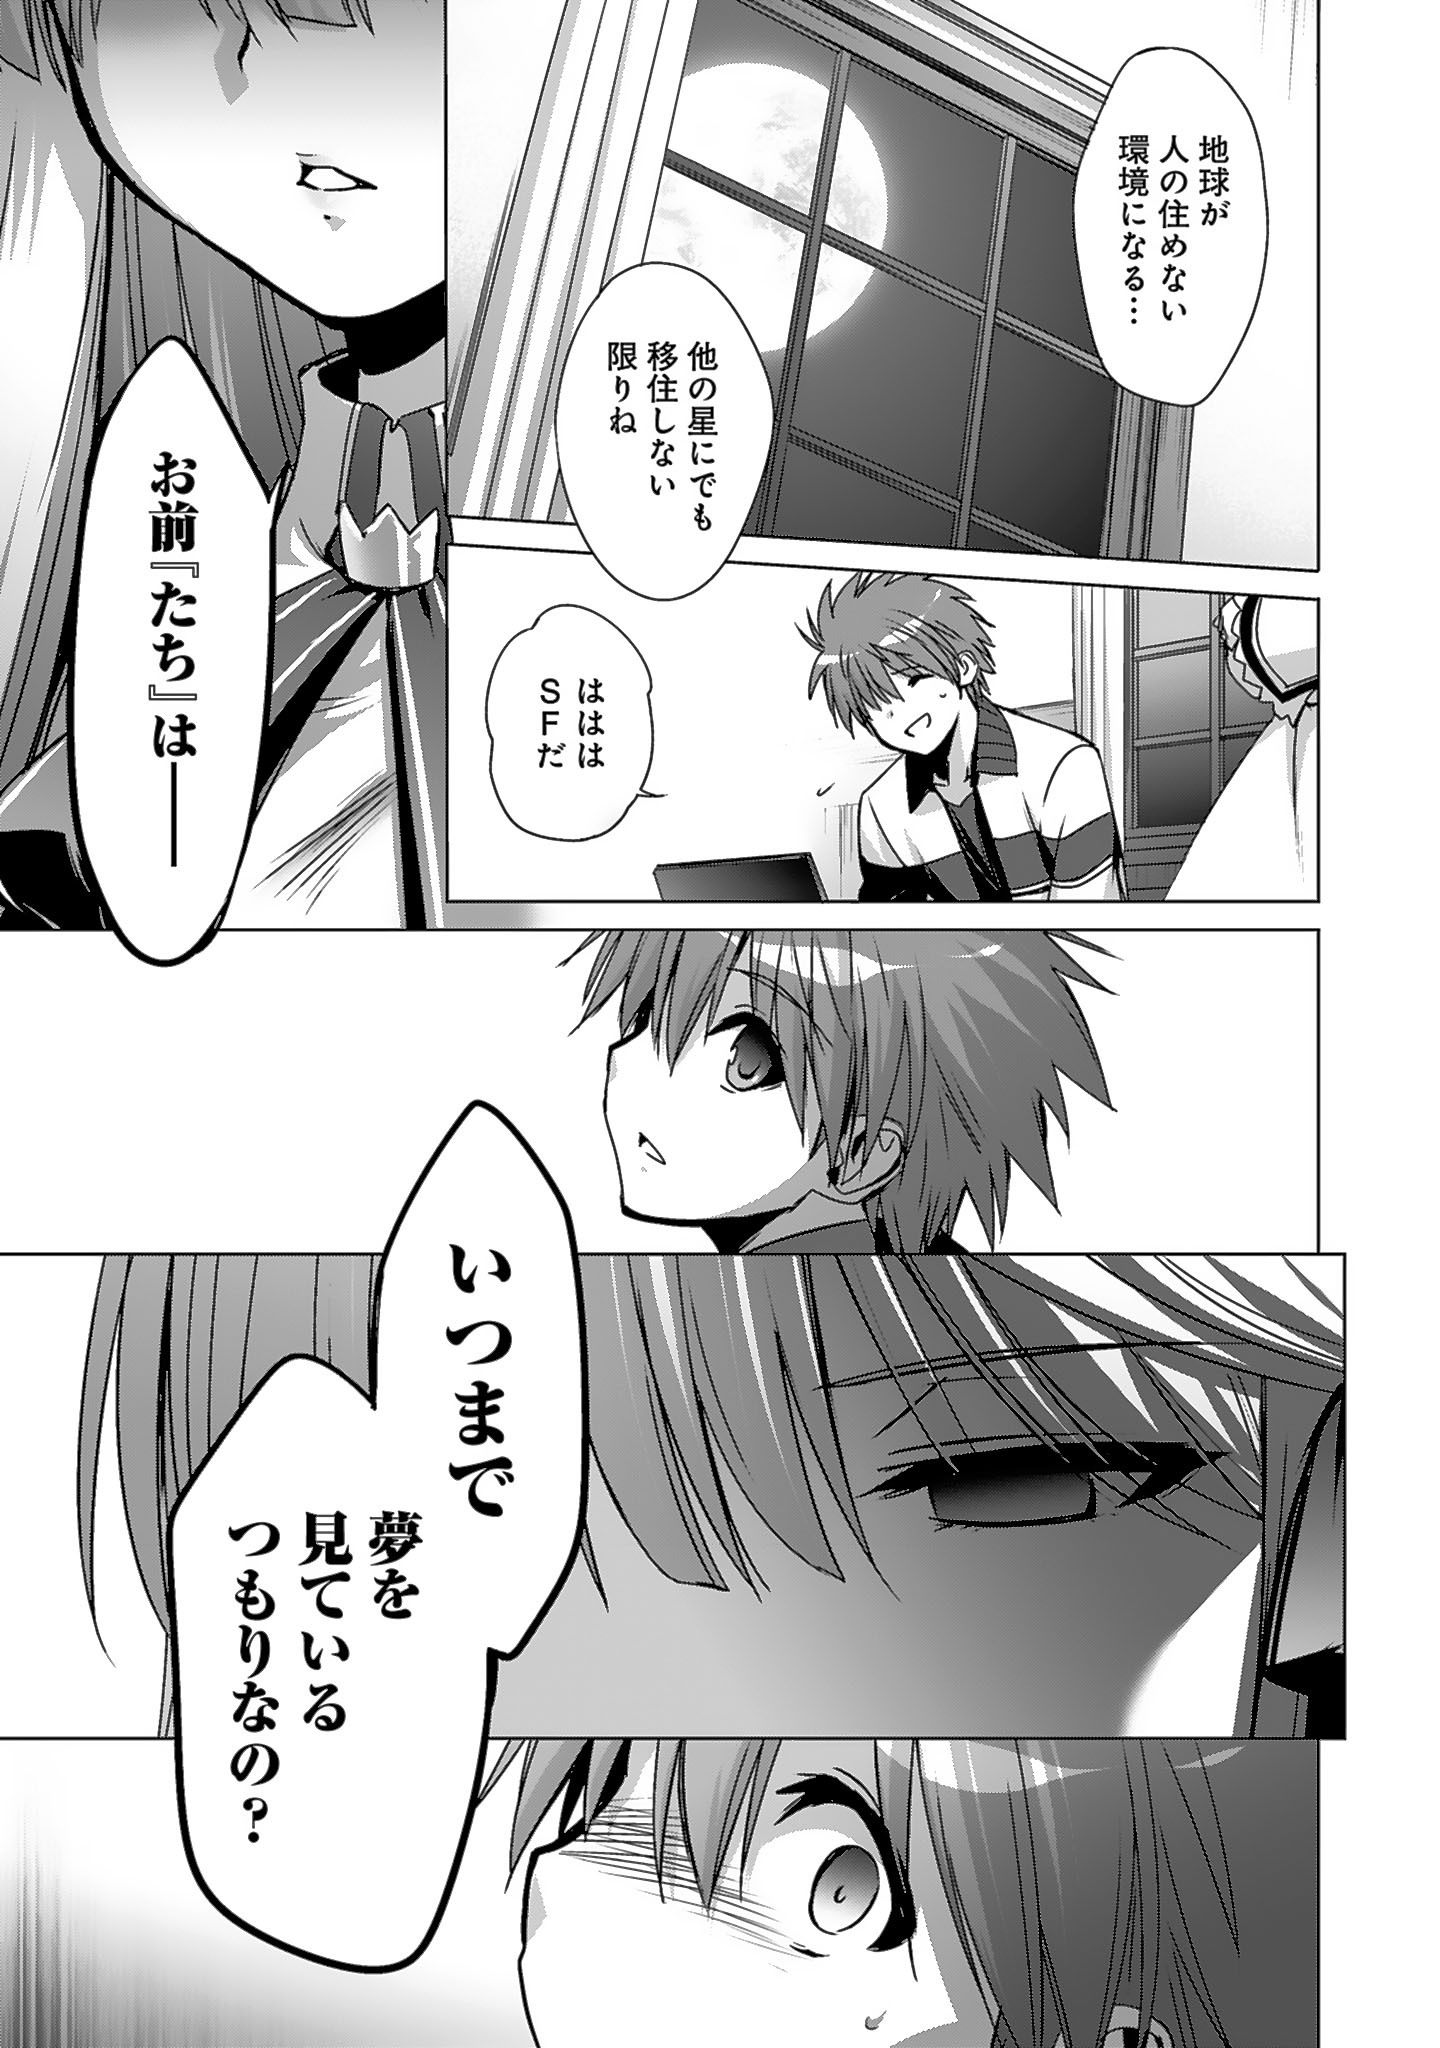 地球が
人の住めない
環境になる…
他の星にでも
移住しない
限りね
ははは
SFだ
お前『たち』は──
いつまで
夢を
見ている
つもりなの？